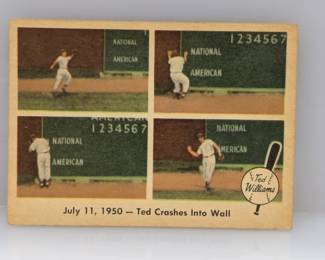 NATIONAL
AMERICAN
1234567
NATIONAL
AMERICAN
AMERICAN
1234567
NATIONAL
AMERICAN
NATIONAL
July 11, 1950 — Ted Crashes Into Wall
Ted
Williams